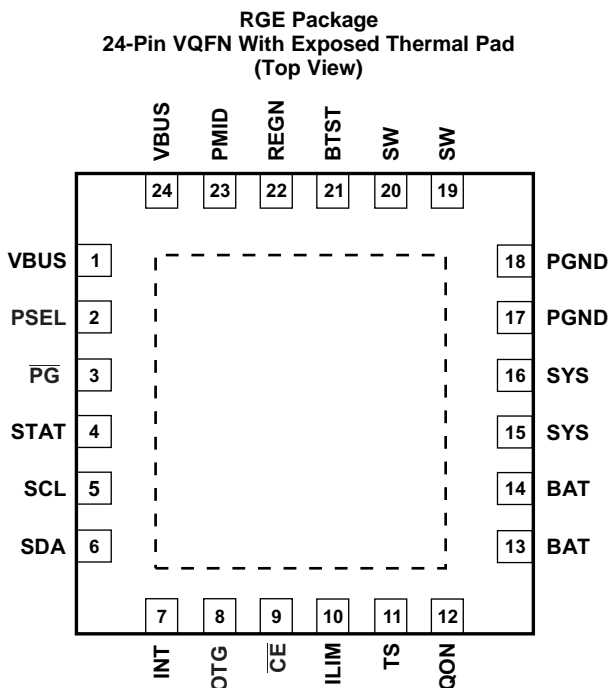 RGE Package
24-Pin VQFN With Exposed Thermal Pad
(Top View)
VBUS PMID REGN BTST SW SW
24 23 22 21 20 19
VBUS 1 18 PGND
PSEL 2 17 PGND
P̅G̅ 3 16 SYS
STAT 4 15 SYS
SCL 5 14 BAT
SDA 6 13 BAT
7 8 9 10 11 12
INT OTG C̅E̅ ILIM TS QON